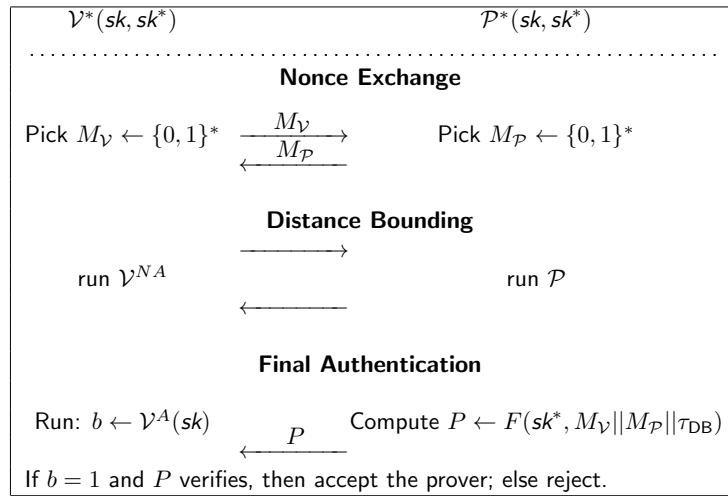 𝒱*(sk, sk*) 𝒫*(sk, sk*)
Nonce Exchange
Pick M_𝒱 ← {0, 1}* M_𝒱 Pick M_𝒫 ← {0, 1}*
M_𝒫
Distance Bounding
run 𝒱^NA run 𝒫
Final Authentication
Run: b ← 𝒱^A(sk) P Compute P ← F(sk*, M_𝒱||M_𝒫||τ_DB)
If b = 1 and P verifies, then accept the prover; else reject.